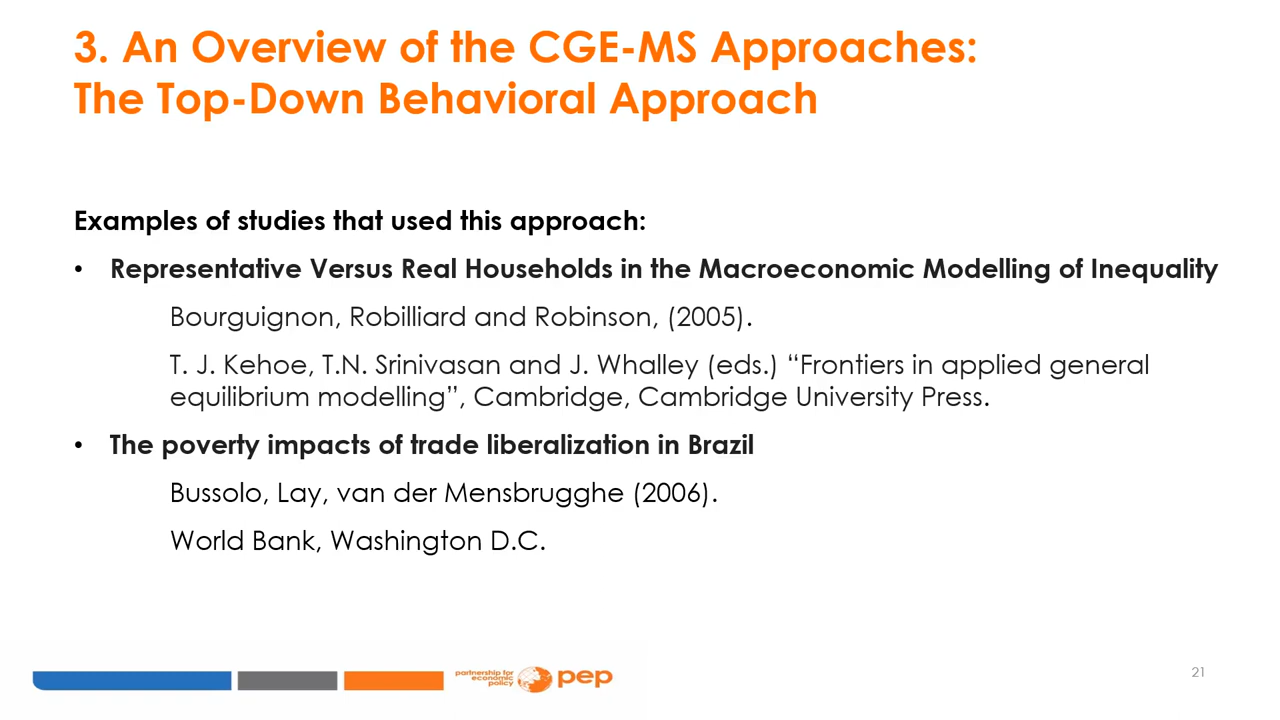 3. An Overview of the CGE-MS Approaches:
The Top-Down Behavioral Approach
Examples of studies that used this approach:
• Representative Versus Real Households in the Macroeconomic Modelling of Inequality
Bourguignon, Robilliard and Robinson, (2005).
T. J. Kehoe, T.N. Srinivasan and J. Whalley (eds.) “Frontiers in applied general
equilibrium modelling”, Cambridge, Cambridge University Press.
• The poverty impacts of trade liberalization in Brazil
Bussolo, Lay, van der Mensbrugghe (2006).
World Bank, Washington D.C.
partnership for
economic
policy
pep
21